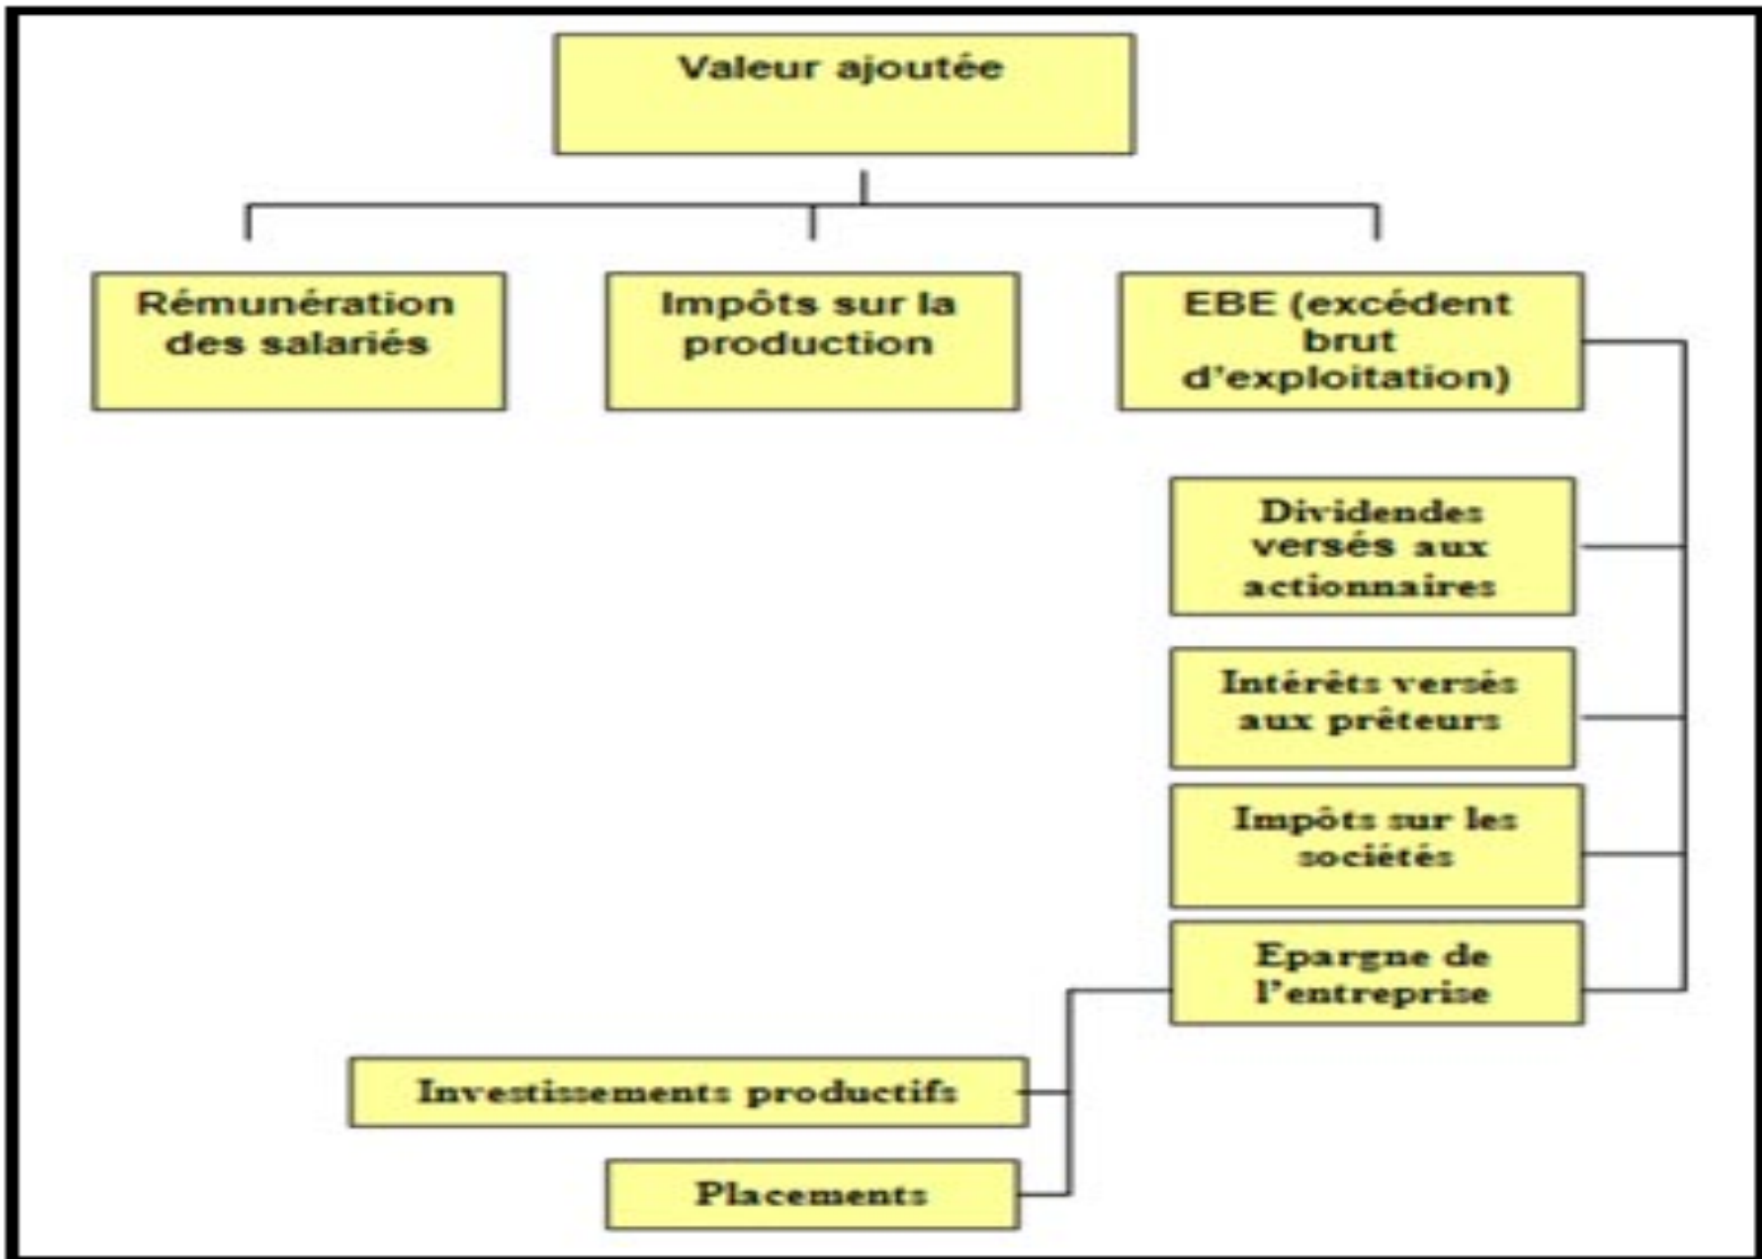 Valeur ajoutée
Rémunération
des salariés
Impôts sur la
production
EBE (excédent
brut
d'exploitation)
Dividendes
versés aux
actionnaires
Intérêts versés
aux prêteurs
Impôts sur les
sociétés
Epargne de
l'entreprise
Investissements productifs
Placements